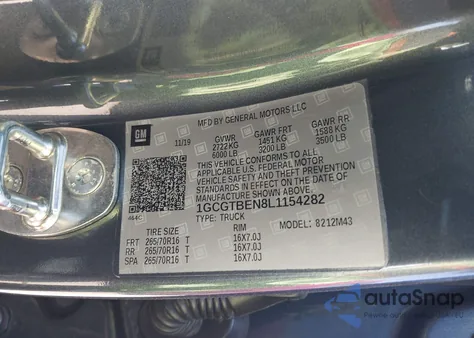 GM
MFD BY GENERAL MOTORS LLC
11/19 GVWR GAWR FRT GAWR RR
2722 KG 1451 KG 1588 KG
6000 LB 3200 LB 3500 LB
THIS VEHICLE CONFORMS TO ALL
APPLICABLE U.S. FEDERAL MOTOR
VEHICLE SAFETY AND THEFT PREVENTION
STANDARDS IN EFFECT ON THE DATE OF
MANUFACTURE SHOWN ABOVE.
1GCGTBEN8L1154282
TYPE: TRUCK MODEL: 8212M43
TIRE SIZE RIM
FRT 265/70R16 T 16X7.0J
RR 265/70R16 T 16X7.0J
SPA 265/70R16 T 16X7.0J
autoSnap